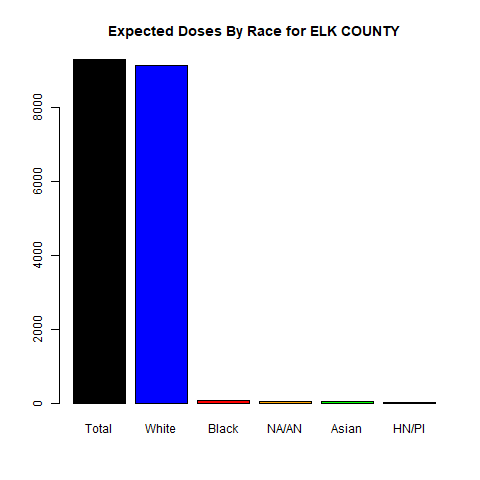 Expected Doses By Race for ELK COUNTY
8000
6000
4000
2000
0
Total White Black NA/AN Asian HN/PI